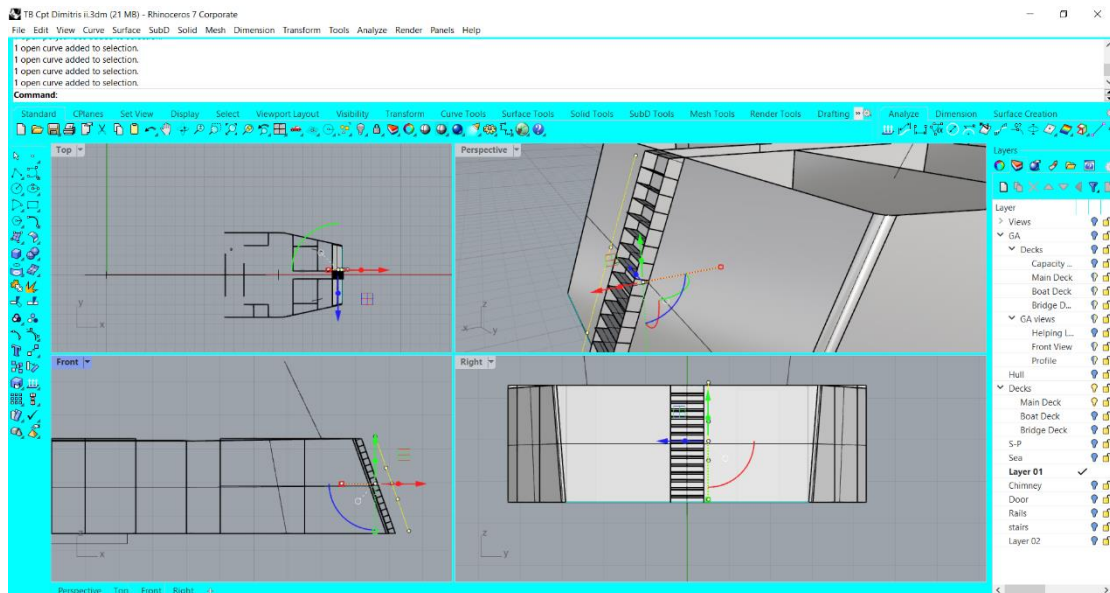 TB Cpt Dimitris ii.3dm (21 MB) - Rhinoceros 7 Corporate
File Edit View Curve Surface SubD Solid Mesh Dimension Transform Tools Analyze Render Panels Help
1 open curve added to selection.
1 open curve added to selection.
1 open curve added to selection.
1 open curve added to selection.
Command:
Standard CPlanes Set View Display Select Viewport Layout Visibility Transform Curve Tools Surface Tools Solid Tools SubD Tools Mesh Tools Render Tools Drafting Analyze Dimension Surface Creation
Top
y
x
Perspective
z
x
y
Front
z
x
Right
z
y
Layers
Layer
Views
GA
Decks
Capacity ...
Main Deck
Boat Deck
Bridge D...
GA views
Helping l...
Front View
Profile
Hull
Decks
Main Deck
Boat Deck
Bridge Deck
S-P
Sea
Layer 01
Chimney
Door
Rails
stairs
Layer 02
Perspective Top Front Right